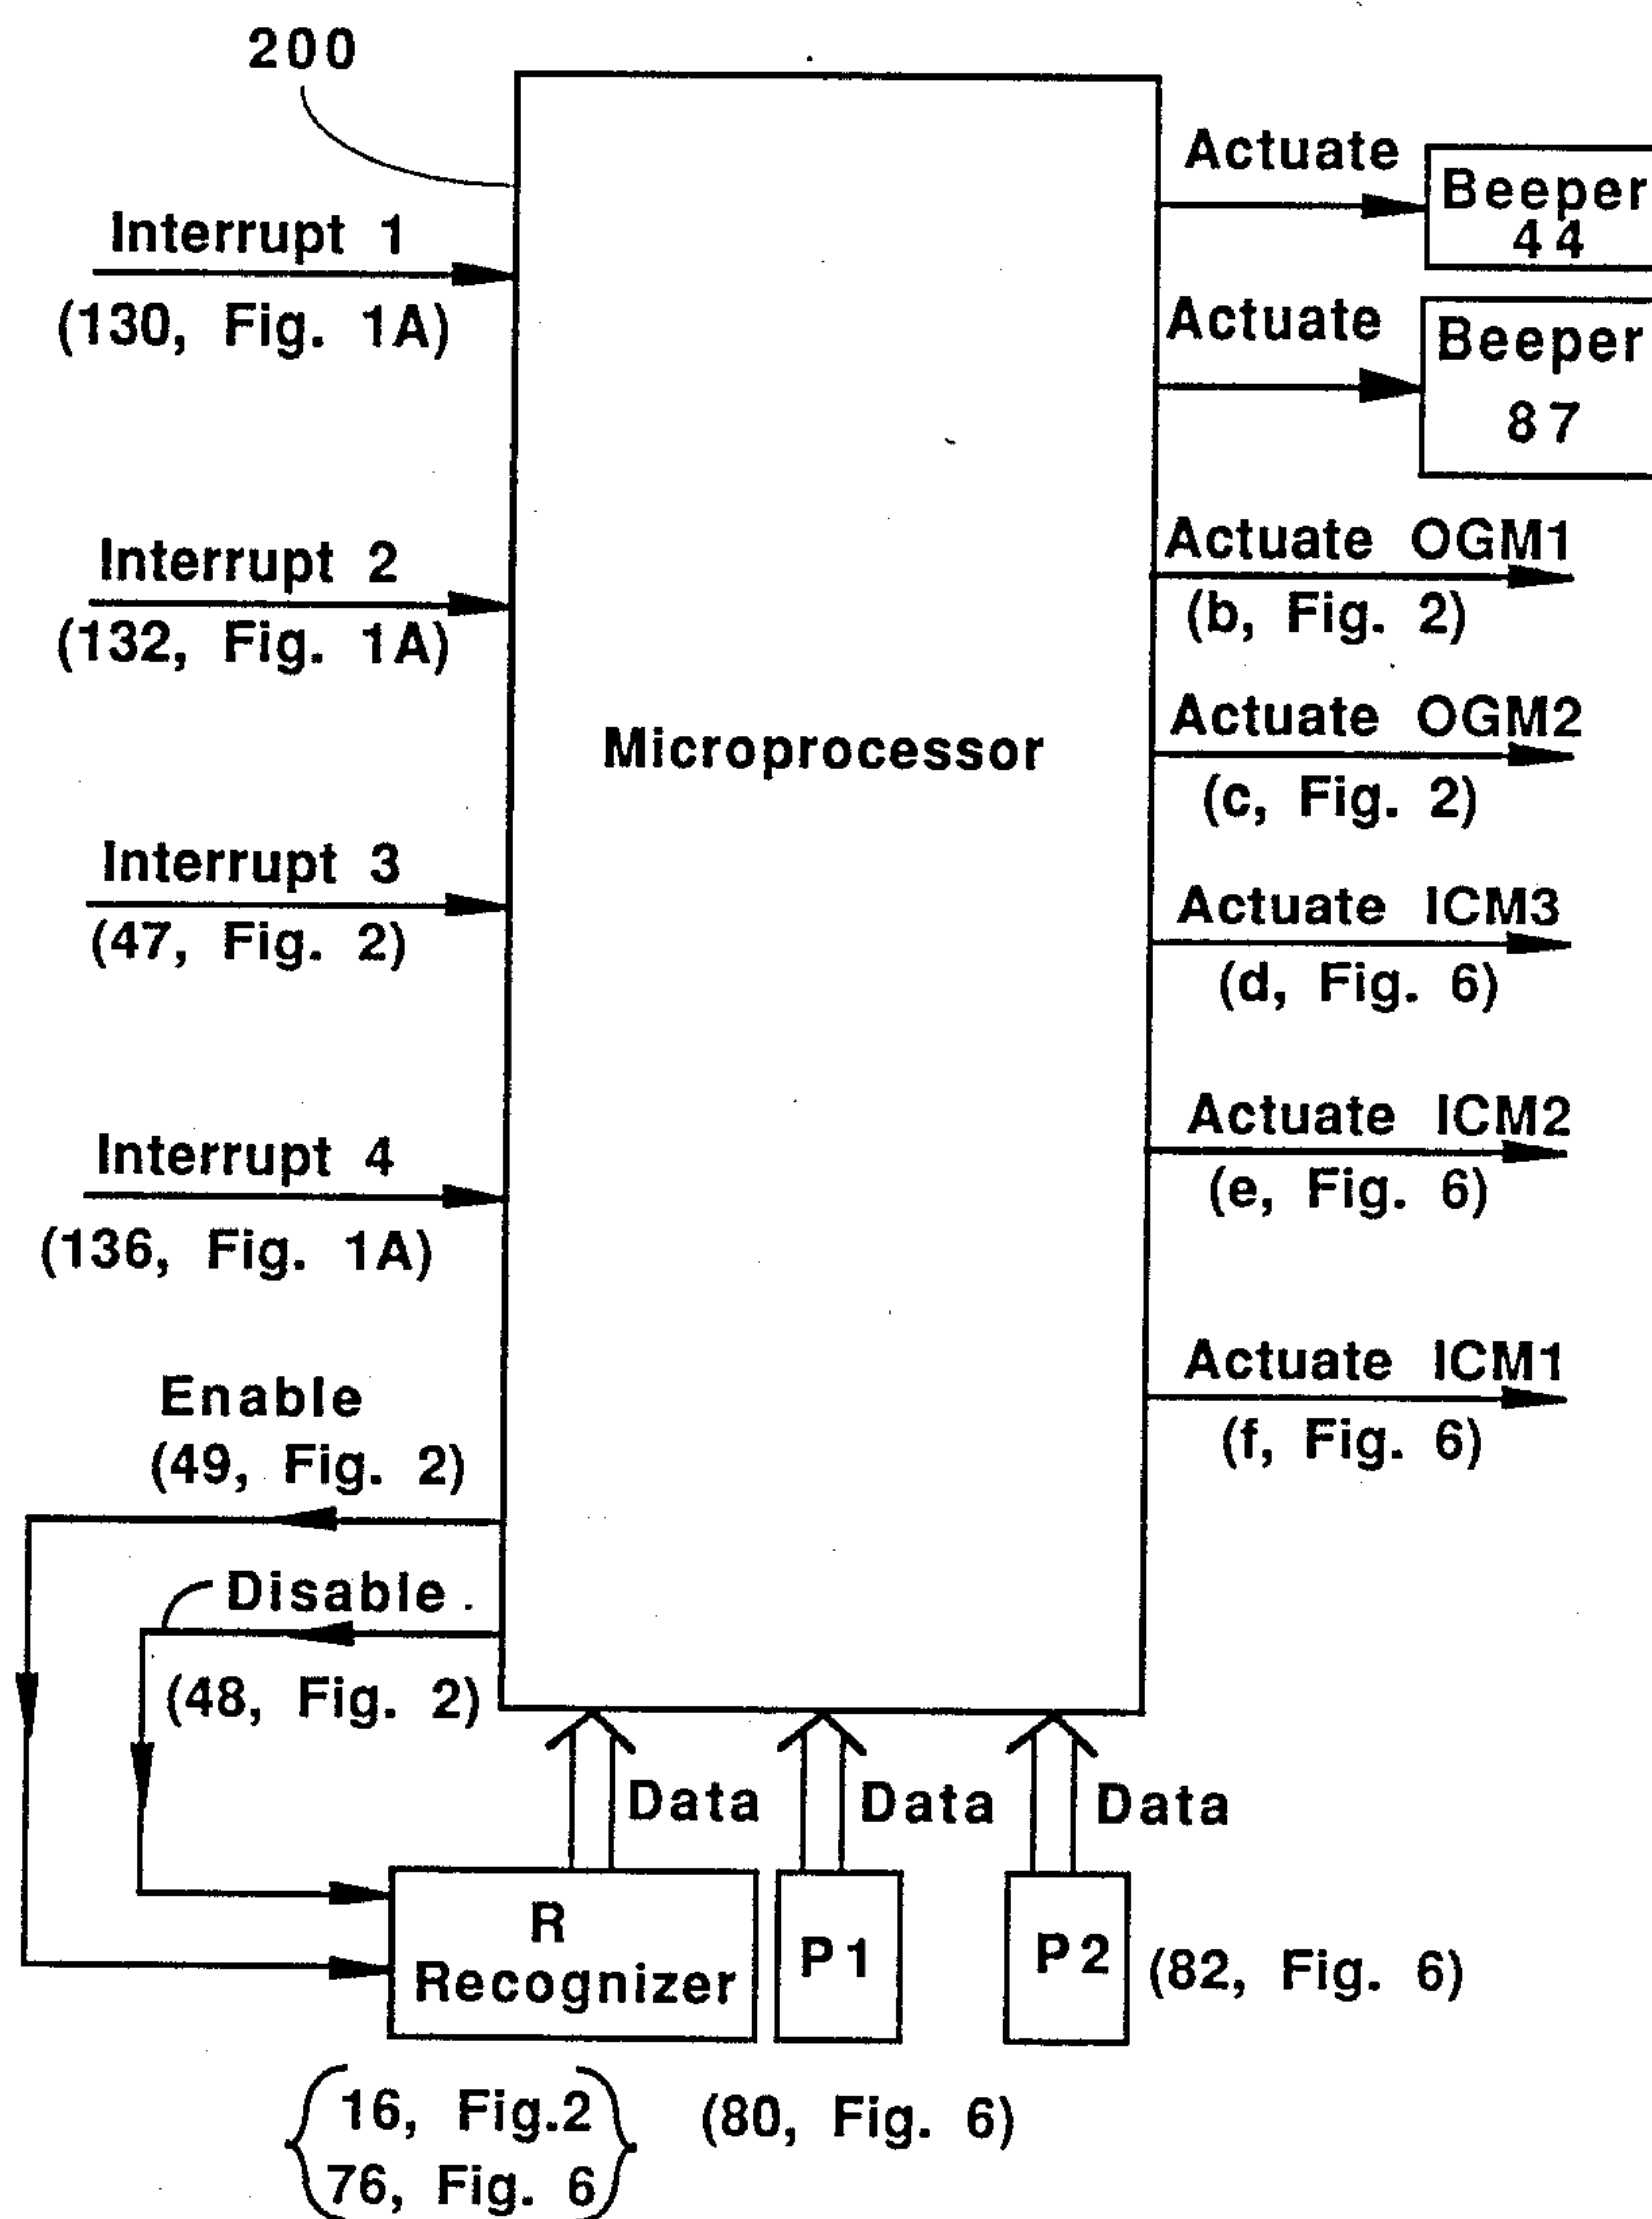 200
Interrupt 1
(130, Fig. 1A)
Interrupt 2
(132, Fig. 1A)
Interrupt 3
(47, Fig. 2)
Interrupt 4
(136, Fig. 1A)
Enable
(49, Fig. 2)
Disable
(48, Fig. 2)
Microprocessor
Actuate
Beeper
44
Actuate
Beeper
87
Actuate OGM1
(b, Fig. 2)
Actuate OGM2
(c, Fig. 2)
Actuate ICM3
(d, Fig. 6)
Actuate ICM2
(e, Fig. 6)
Actuate ICM1
(f, Fig. 6)
Data
Data
Data
R
Recognizer
P1
P2
(82, Fig. 6)
16, Fig.2
76, Fig. 6
(80, Fig. 6)